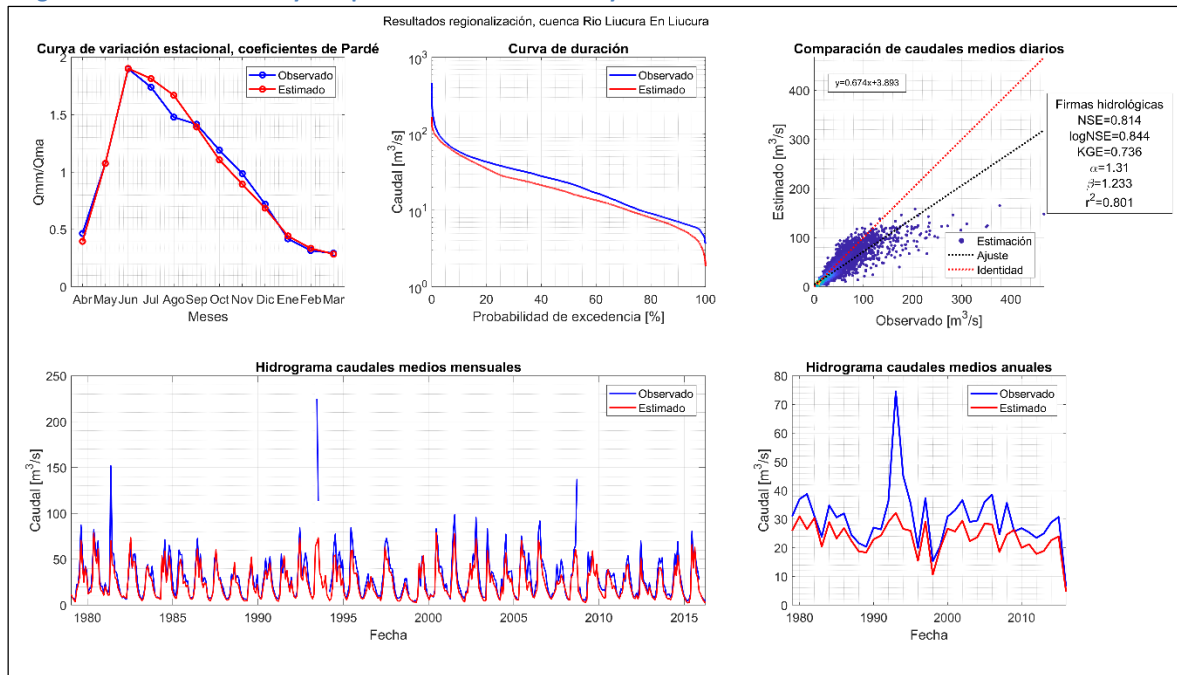 Resultados regionalización, cuenca Rio Liucura En Liucura
Curva de variación estacional, coeficientes de Pardé
2
1.5
1
0.5
0
Qmm/Qma
Observado
Estimado
Abr May Jun Jul Ago Sep Oct Nov Dic Ene Feb Mar
Meses
Curva de duración
10^3
10^2
10^1
10^0
Caudal [m^3/s]
Observado
Estimado
0 20 40 60 80 100
Probabilidad de excedencia [%]
Comparación de caudales medios diarios
y=0.674x+3.893
400
300
200
100
0
Estimado [m^3/s]
Estimación
Ajuste
Identidad
0 100 200 300 400
Observado [m^3/s]
Firmas hidrológicas
NSE=0.814
logNSE=0.844
KGE=0.736
α=1.31
β=1.233
r^2=0.801
Hidrograma caudales medios mensuales
250
200
150
100
50
0
Caudal [m^3/s]
Observado
Estimado
1980 1985 1990 1995 2000 2005 2010 2015
Fecha
Hidrograma caudales medios anuales
80
70
60
50
40
30
20
10
0
Caudal [m^3/s]
Observado
Estimado
1980 1990 2000 2010
Fecha